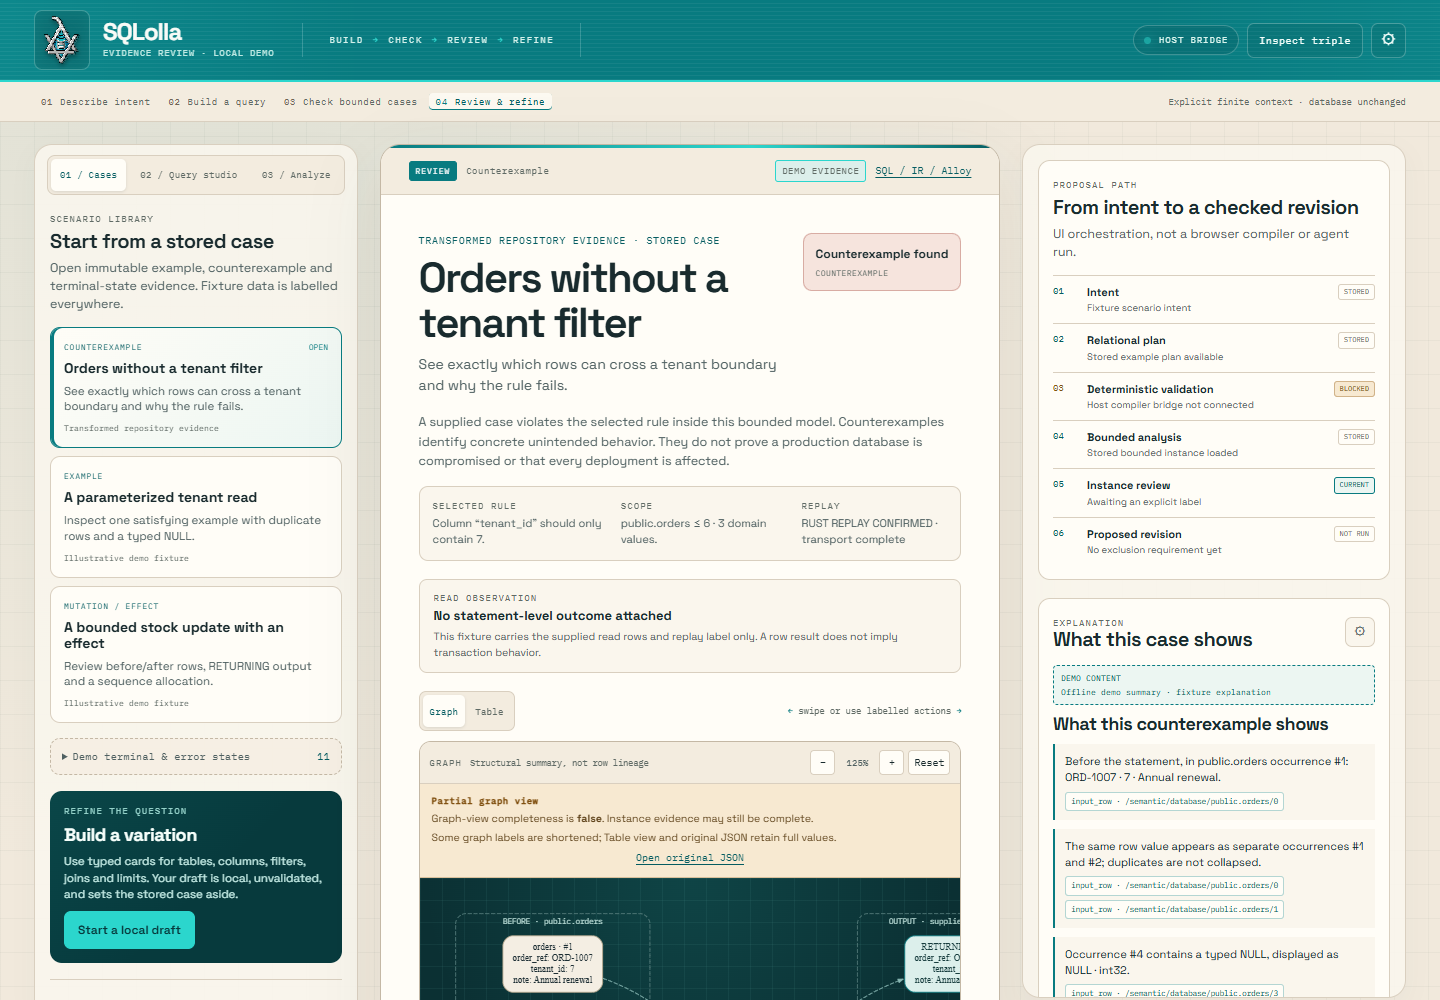 SQLolla
EVIDENCE REVIEW · LOCAL DEMO
BUILD → CHECK → REVIEW → REFINE
HOST BRIDGE
Inspect triple
01 Describe intent
02 Build a query
03 Check bounded cases
04 Review & refine
Explicit finite context · database unchanged
01 / Cases
02 / Query studio
03 / Analyze
SCENARIO LIBRARY
Start from a stored case
Open immutable example, counterexample and
terminal-state evidence. Fixture data is labelled
everywhere.
COUNTEREXAMPLE
OPEN
Orders without a tenant filter
See exactly which rows can cross a tenant
boundary and why the rule fails.
Transformed repository evidence
EXAMPLE
A parameterized tenant read
Inspect one satisfying example with duplicate
rows and a typed NULL.
Illustrative demo fixture
MUTATION / EFFECT
A bounded stock update with an
effect
Review before/after rows, RETURNING output
and a sequence allocation.
Illustrative demo fixture
▶ Demo terminal & error states
11
REFINE THE QUESTION
Build a variation
Use typed cards for tables, columns, filters,
joins and limits. Your draft is local, unvalidated,
and sets the stored case aside.
Start a local draft
REVIEW
Counterexample
DEMO EVIDENCE
SQL / IR / Alloy
TRANSFORMED REPOSITORY EVIDENCE · STORED CASE
Orders without a
tenant filter
Counterexample found
COUNTEREXAMPLE
See exactly which rows can cross a tenant boundary
and why the rule fails.
A supplied case violates the selected rule inside this bounded model. Counterexamples
identify concrete unintended behavior. They do not prove a production database is
compromised or that every deployment is affected.
SELECTED RULE
Column “tenant_id” should only
contain 7.
SCOPE
public.orders ≤ 6 · 3 domain
values.
REPLAY
RUST REPLAY CONFIRMED ·
transport complete
READ OBSERVATION
No statement-level outcome attached
This fixture carries the supplied read rows and replay label only. A row result does not imply
transaction behavior.
Graph
Table
← swipe or use labelled actions →
GRAPH
Structural summary, not row lineage
−
125%
+
Reset
Partial graph view
Graph-view completeness is false. Instance evidence may still be complete.
Some graph labels are shortened; Table view and original JSON retain full values.
Open original JSON
BEFORE · public.orders
orders · #1
order_ref: ORD-1007
tenant_id: 7
note: Annual renewal
OUTPUT · supplie
RETURN
order_ref: O
tenant_
note: Annual
PROPOSAL PATH
From intent to a checked revision
UI orchestration, not a browser compiler or agent
run.
01
Intent
Fixture scenario intent
STORED
02
Relational plan
Stored example plan available
STORED
03
Deterministic validation
Host compiler bridge not connected
BLOCKED
04
Bounded analysis
Stored bounded instance loaded
STORED
05
Instance review
Awaiting an explicit label
CURRENT
06
Proposed revision
No exclusion requirement yet
NOT RUN
EXPLANATION
What this case shows
DEMO CONTENT
Offline demo summary · fixture explanation
What this counterexample shows
Before the statement, in public.orders occurrence #1:
ORD-1007 · 7 · Annual renewal.
input_row · /semantic/database/public.orders/0
The same row value appears as separate occurrences #1
and #2; duplicates are not collapsed.
input_row · /semantic/database/public.orders/0
input_row · /semantic/database/public.orders/1
Occurrence #4 contains a typed NULL, displayed as
NULL · int32.
input_row · /semantic/database/public.orders/3